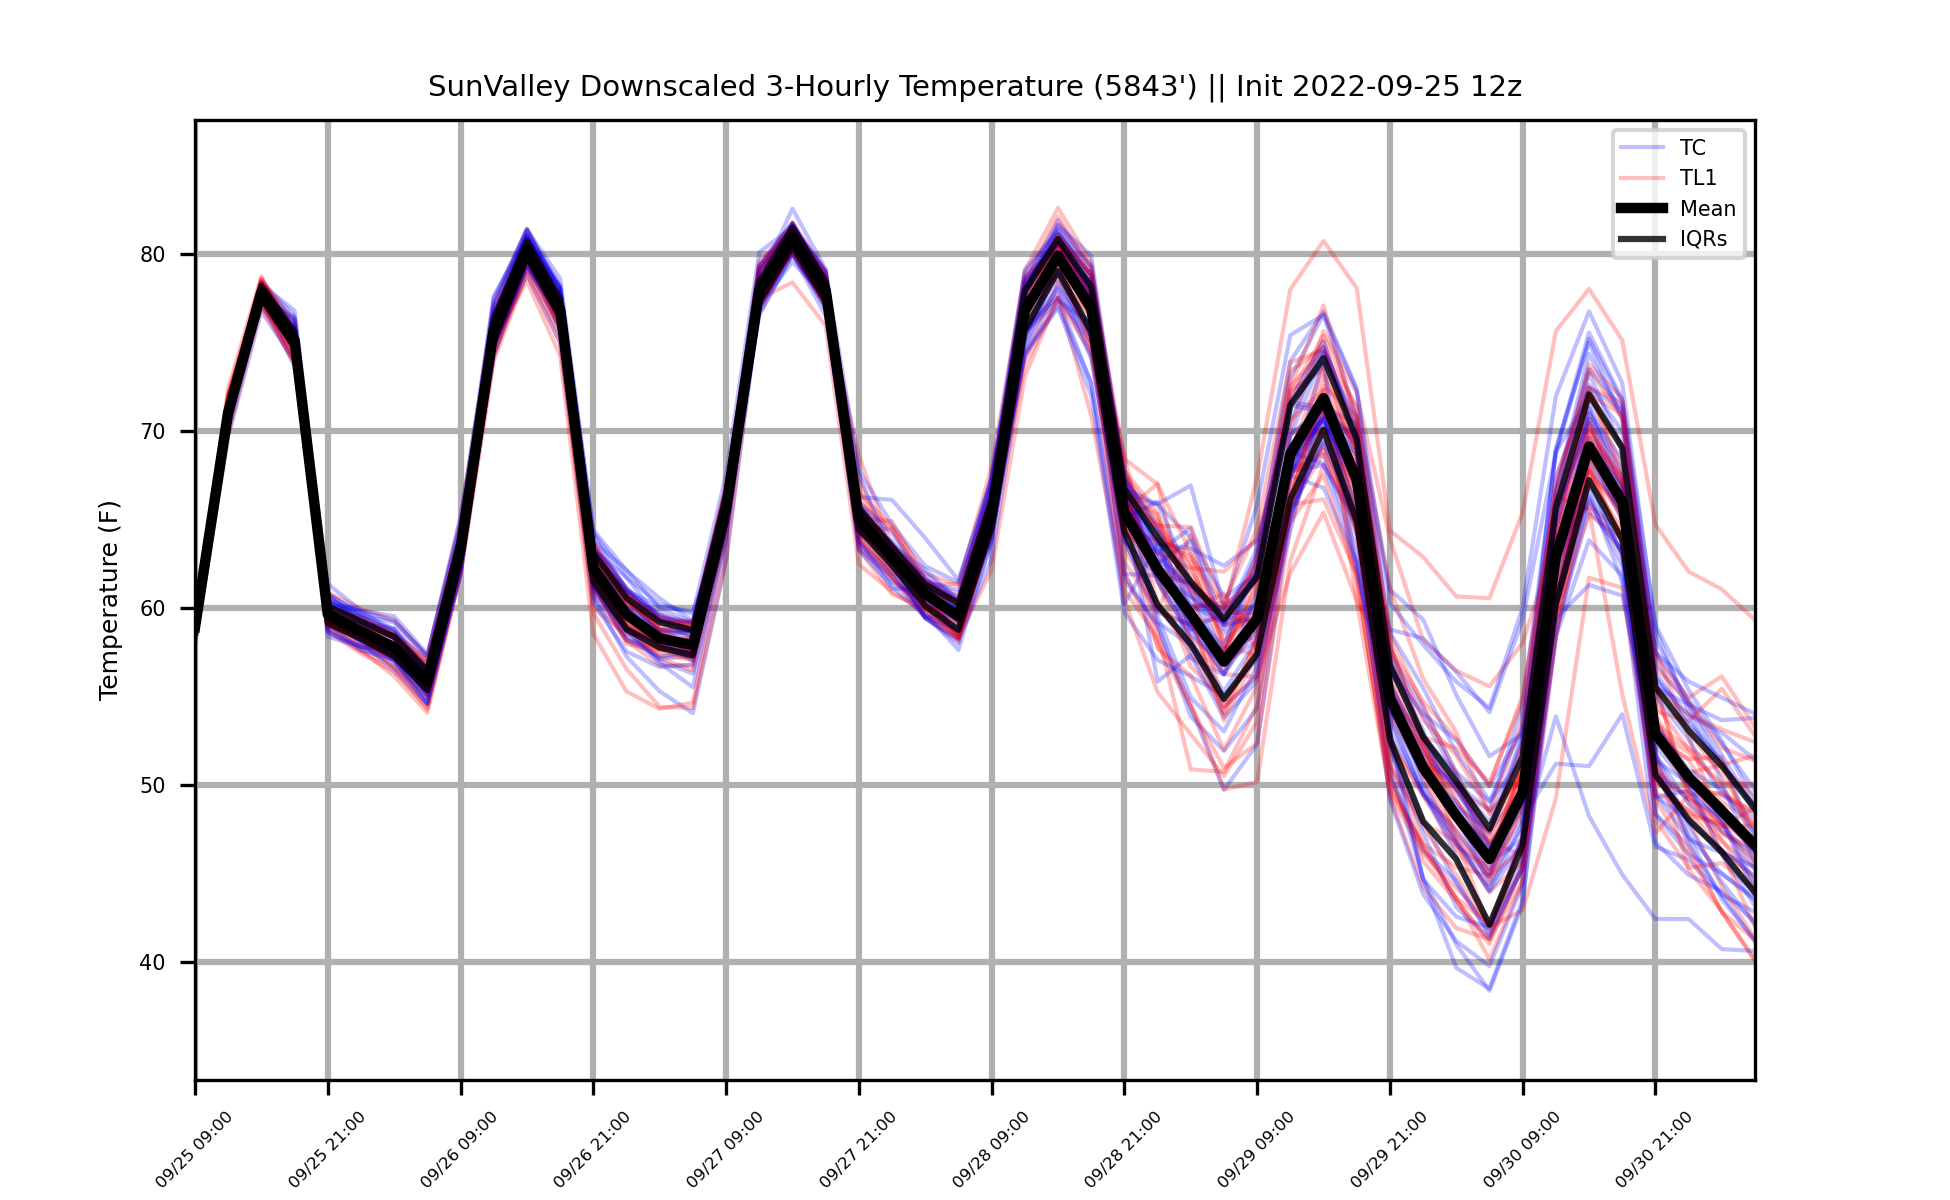 SunValley Downscaled 3-Hourly Temperature (5843') || Init 2022-09-25 12z
TC
TL1
Mean
IQRs
Temperature (F)
80
70
60
50
40
09/25 09:00
09/25 21:00
09/26 09:00
09/26 21:00
09/27 09:00
09/27 21:00
09/28 09:00
09/28 21:00
09/29 09:00
09/29 21:00
09/30 09:00
09/30 21:00